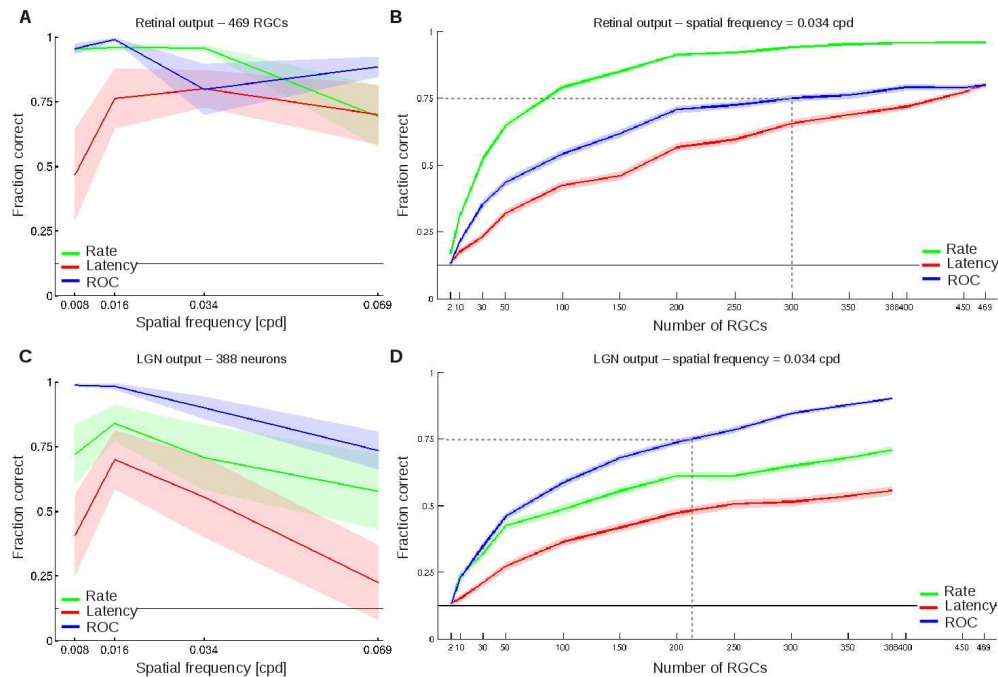 A
Retinal output – 469 RGCs
1
0.75
0.5
0.25
0
Fraction correct
Rate
Latency
ROC
0.008
0.016
0.034
0.069
Spatial frequency [cpd]
B
Retinal output – spatial frequency = 0.034 cpd
1
0.75
0.5
0.25
0
Fraction correct
Rate
Latency
ROC
2 10 30 50 100 150 200 250 300 350 388 400 450 469
Number of RGCs
C
LGN output – 388 neurons
1
0.75
0.5
0.25
0
Fraction correct
Rate
Latency
ROC
0.008
0.016
0.034
0.069
Spatial frequency [cpd]
D
LGN output – spatial frequency = 0.034 cpd
1
0.75
0.5
0.25
0
Fraction correct
Rate
Latency
ROC
2 10 30 50 100 150 200 250 300 350 388 400 450 469
Number of RGCs